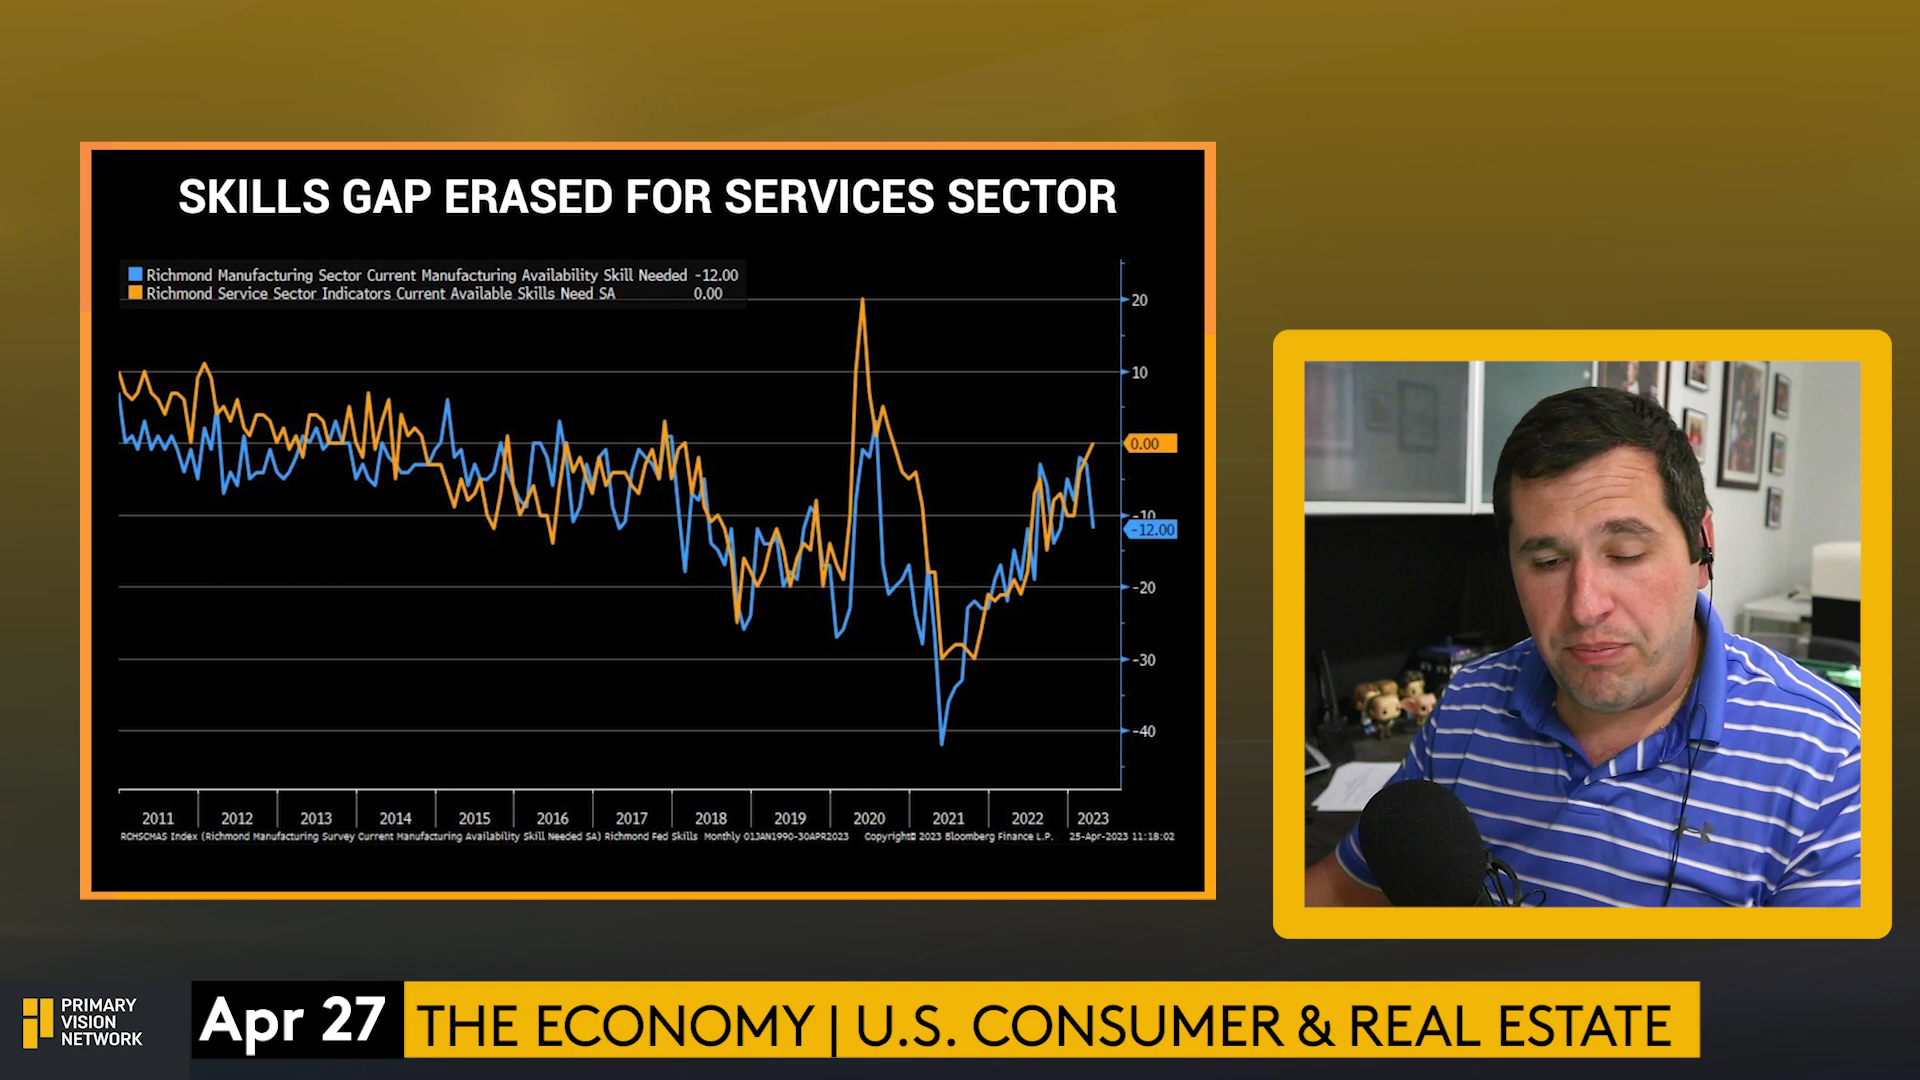 SKILLS GAP ERASED FOR SERVICES SECTOR
Richmond Manufacturing Sector Current Manufacturing Availability Skill Needed -12.00
Richmond Service Sector Indicators Current Available Skills Need SA 0.00
20
10
0.00
-10
-12.00
-20
-30
-40
2011 2012 2013 2014 2015 2016 2017 2018 2019 2020 2021 2022 2023
RCHSCMAS Index (Richmond Manufacturing Survey Current Manufacturing Availability Skill Needed SA) Richmond Fed Skills Monthly 01JAN1990-30APR2023 Copyright© 2023 Bloomberg Finance L.P. 25-Apr-2023 11:18:02
PRIMARY
VISION
NETWORK
Apr 27
THE ECONOMY | U.S. CONSUMER & REAL ESTATE